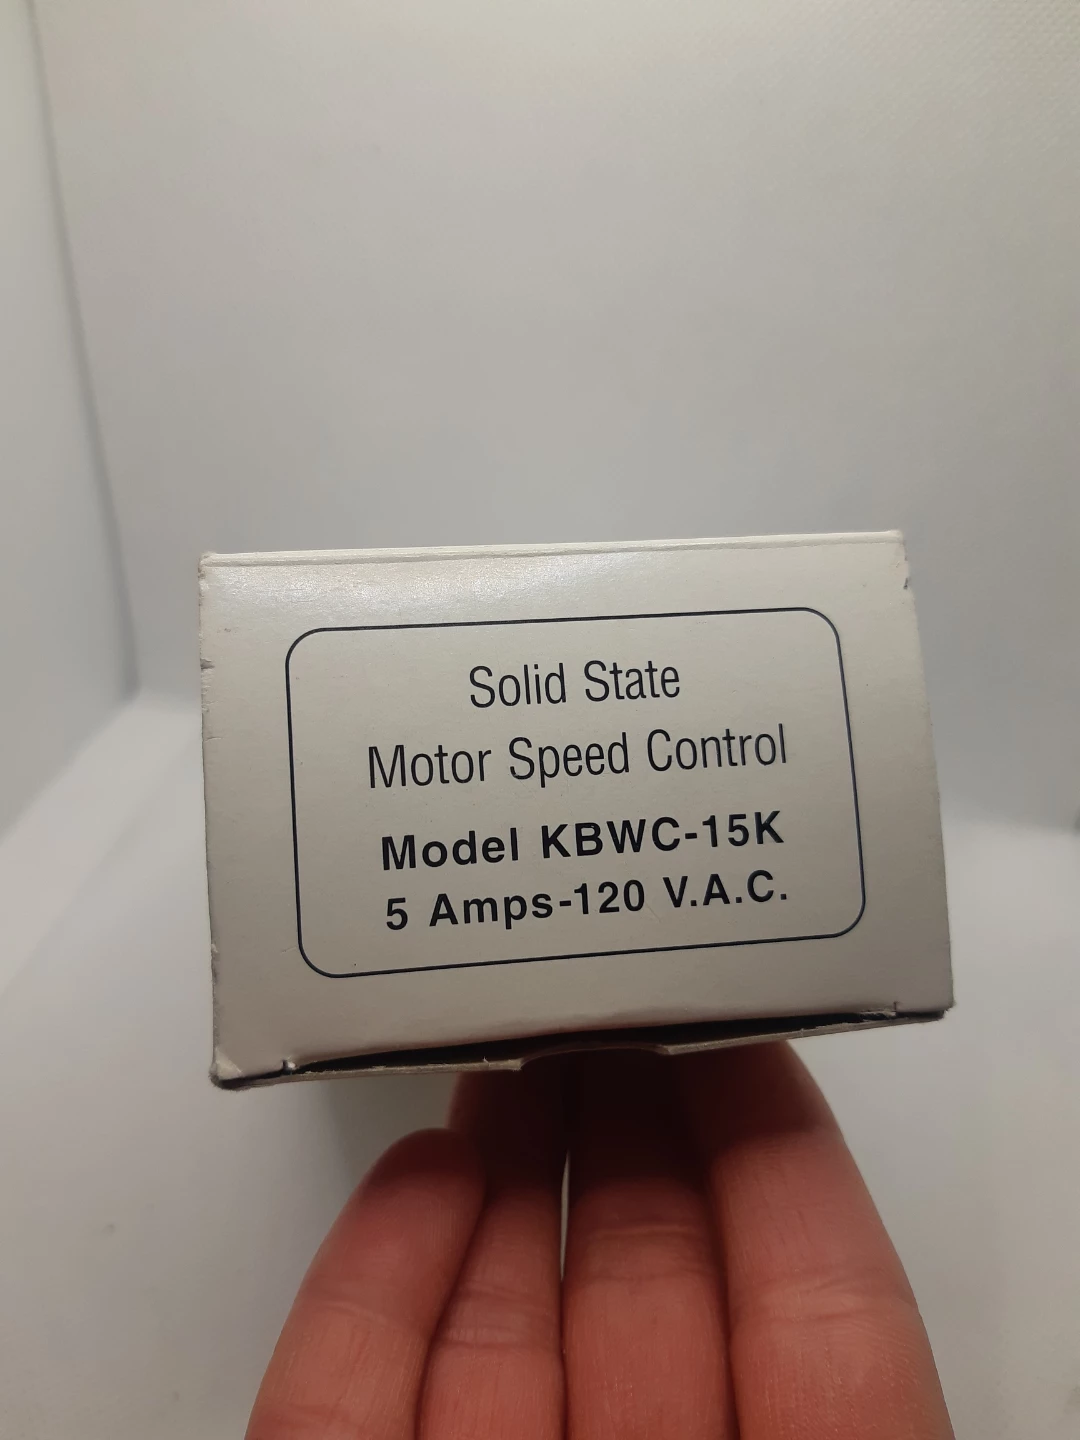 Solid State
Motor Speed Control
Model KBWC-15K
5 Amps-120 V.A.C.